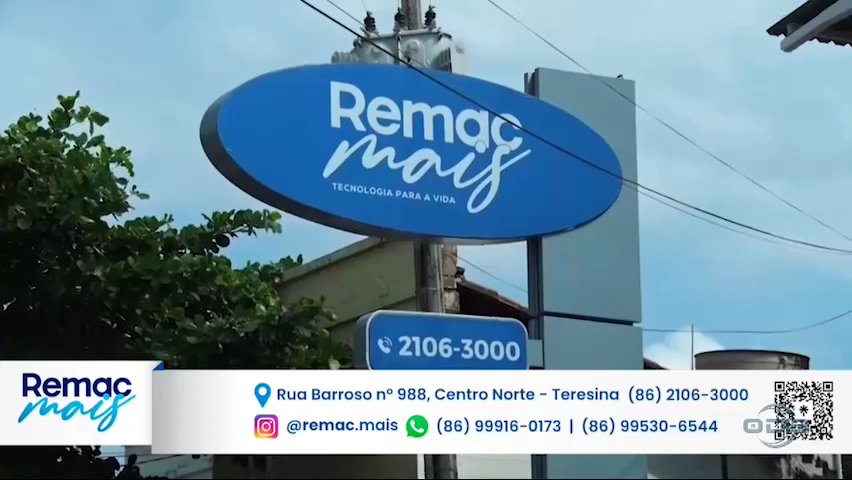 Remac
mais
TECNOLOGIA PARA A VIDA
2106-3000
Remac
mais
Rua Barroso nº 988, Centro Norte - Teresina (86) 2106-3000
@remac.mais (86) 99916-0173 | (86) 99530-6544